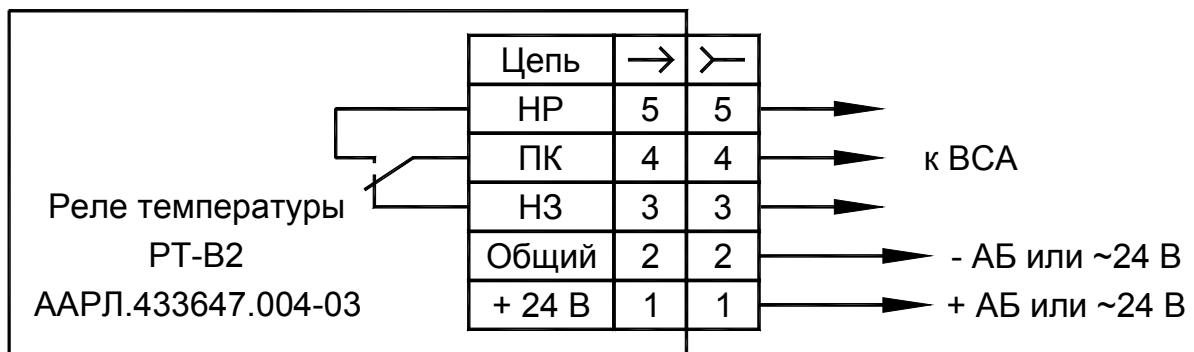 Цепь
НР 5 5
ПК 4 4 к ВСА
НЗ 3 3
Общий 2 2 - АБ или ~24 В
+ 24 В 1 1 + АБ или ~24 В
Реле температуры
РТ-В2
ААРЛ.433647.004-03